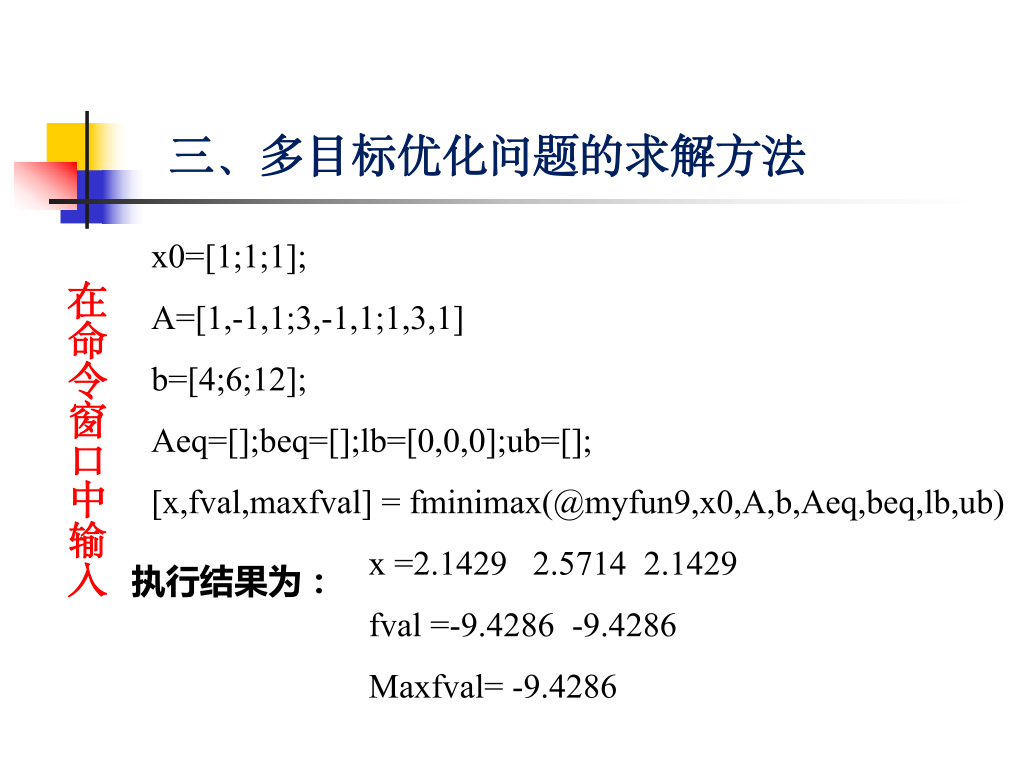 三、多目标优化问题的求解方法
在命令窗口中输入
x0=[1;1;1];
A=[1,-1,1;3,-1,1;1,3,1]
b=[4;6;12];
Aeq=[];beq=[];lb=[0,0,0];ub=[];
[x,fval,maxfval] = fminimax(@myfun9,x0,A,b,Aeq,beq,lb,ub)
执行结果为：
x =2.1429 2.5714 2.1429
fval =-9.4286 -9.4286
Maxfval= -9.4286